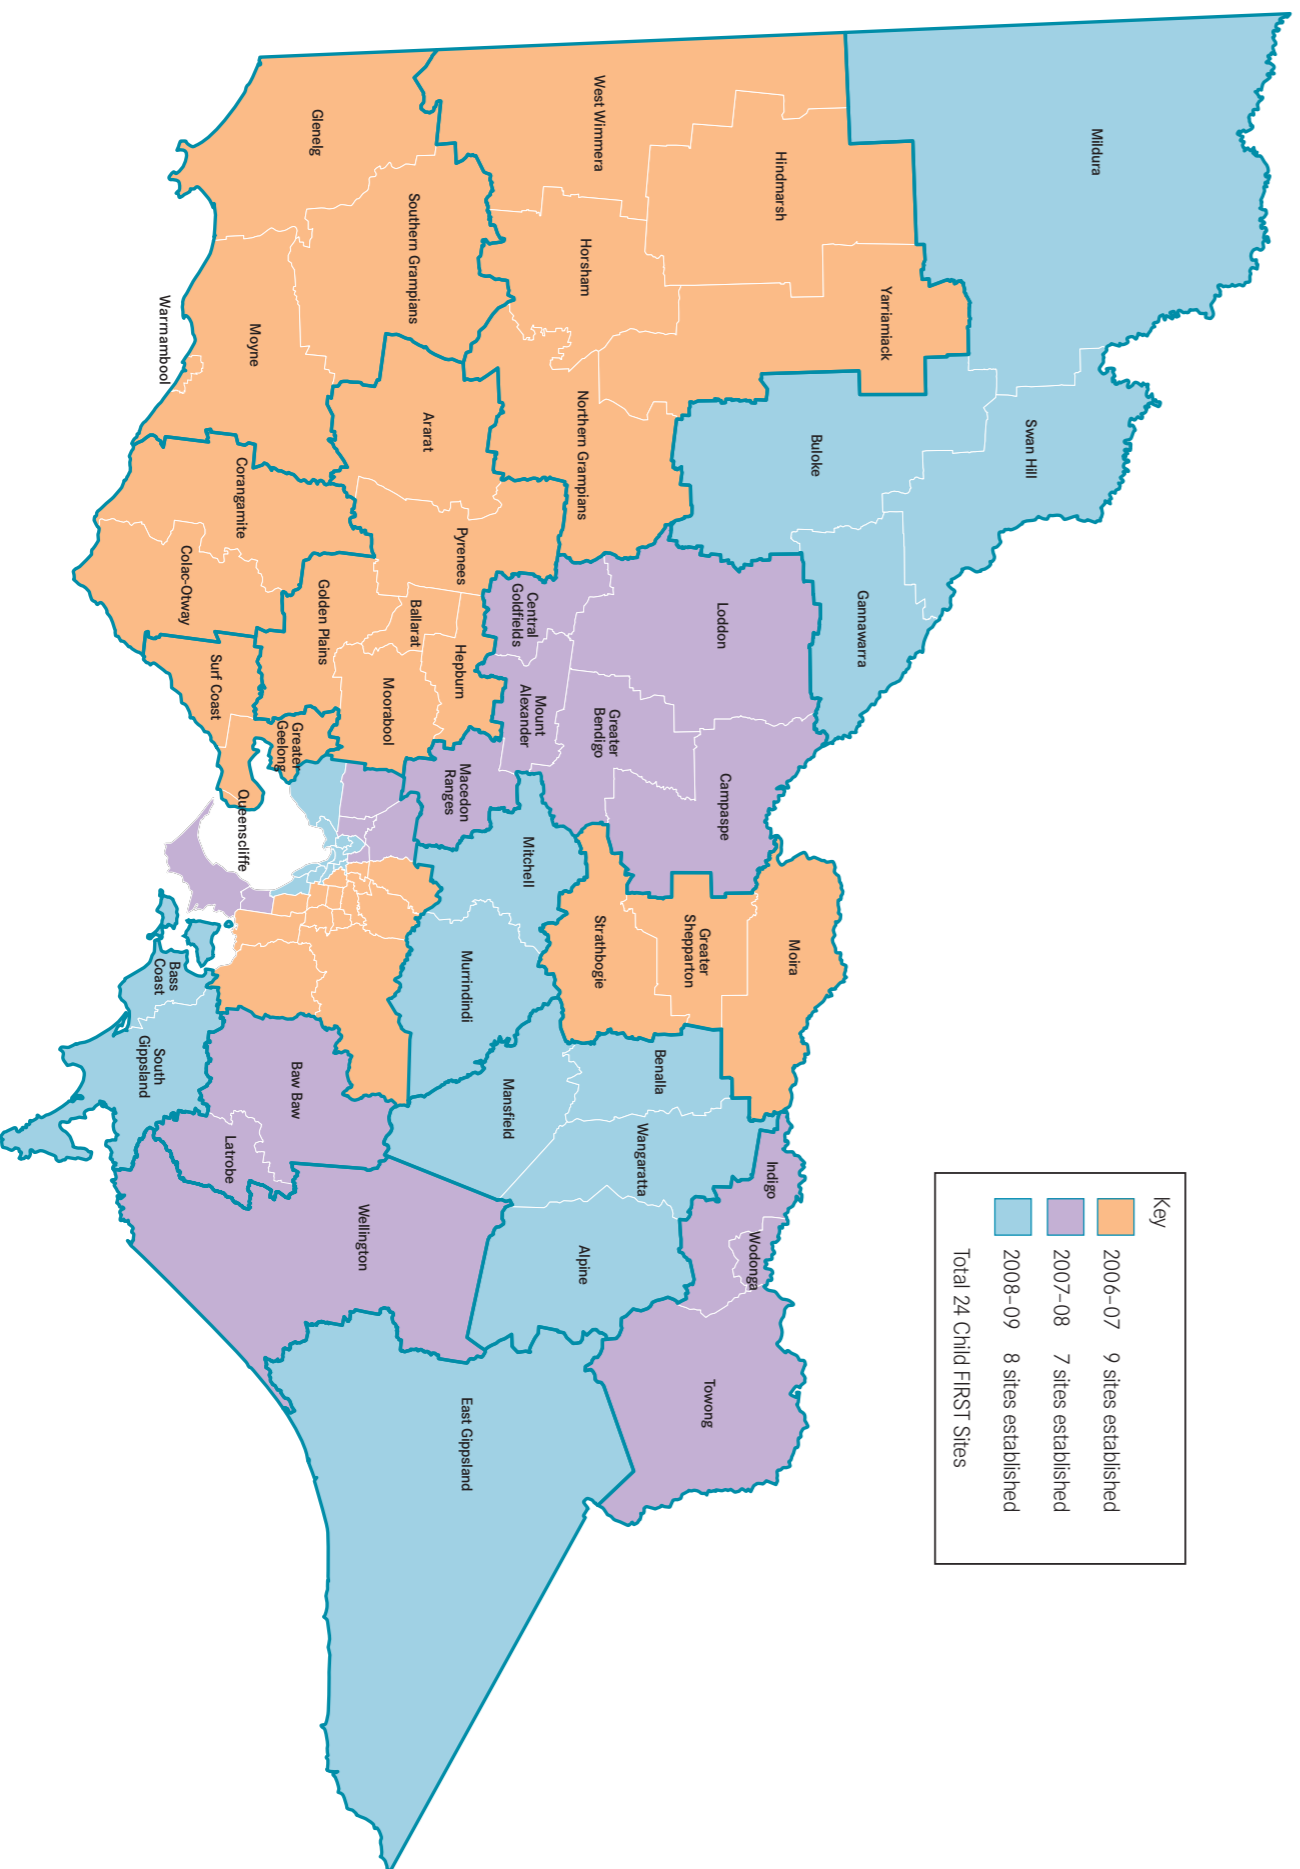 Key
2006–07 9 sites established
2007–08 7 sites established
2008–09 8 sites established
Total 24 Child FIRST Sites
Mildura
Swan Hill
Buloke
Gannawarra
Yarriamiack
Hindmarsh
West Wimmera
Horsham
Northern Grampians
Loddon
Campaspe
Greater
Bendigo
Central
Goldfields
Mount
Alexander
Macedon
Ranges
Moira
Greater
Shepparton
Strathbogie
Mitchell
Murrindindi
Benalla
Wangaratta
Mansfield
Indigo
Wodonga
Towong
Alpine
East Gippsland
Wellington
Baw Baw
Latrobe
South
Gippsland
Bass
Coast
Glenelg
Southern Grampians
Moyne
Warrnambool
Ararat
Pyrenees
Ballarat
Hepburn
Moorabool
Golden Plains
Corangamite
Colac-Otway
Surf Coast
Greater
Geelong
Queenscliffe